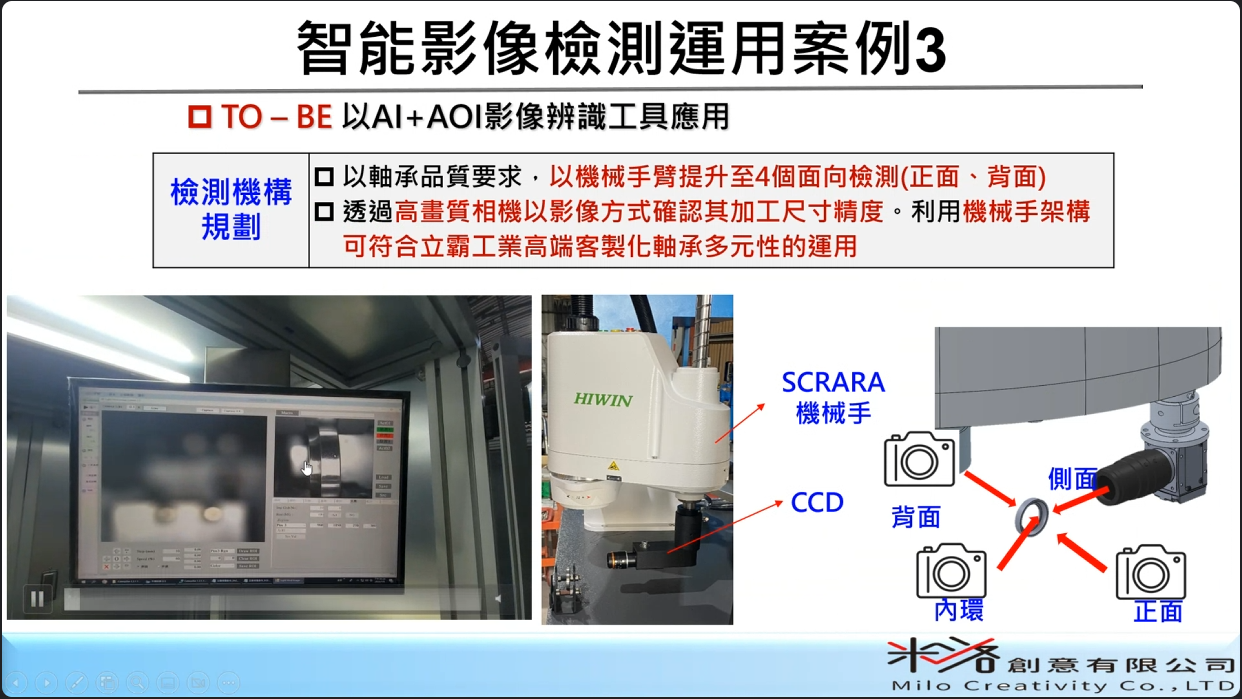 智能影像檢測運用案例3
TO – BE 以AI+AOI影像辨識工具應用
檢測機構
規劃
以軸承品質要求，以機械手臂提升至4個面向檢測(正面、背面)
透過高畫質相機以影像方式確認其加工尺寸精度。利用機械手架構
可符合立霸工業高端客製化軸承多元性的運用
HIWIN
SCRARA
機械手
CCD
側面
背面
內環
正面
米洛創意有限公司
Milo Creativity Co.,LTD